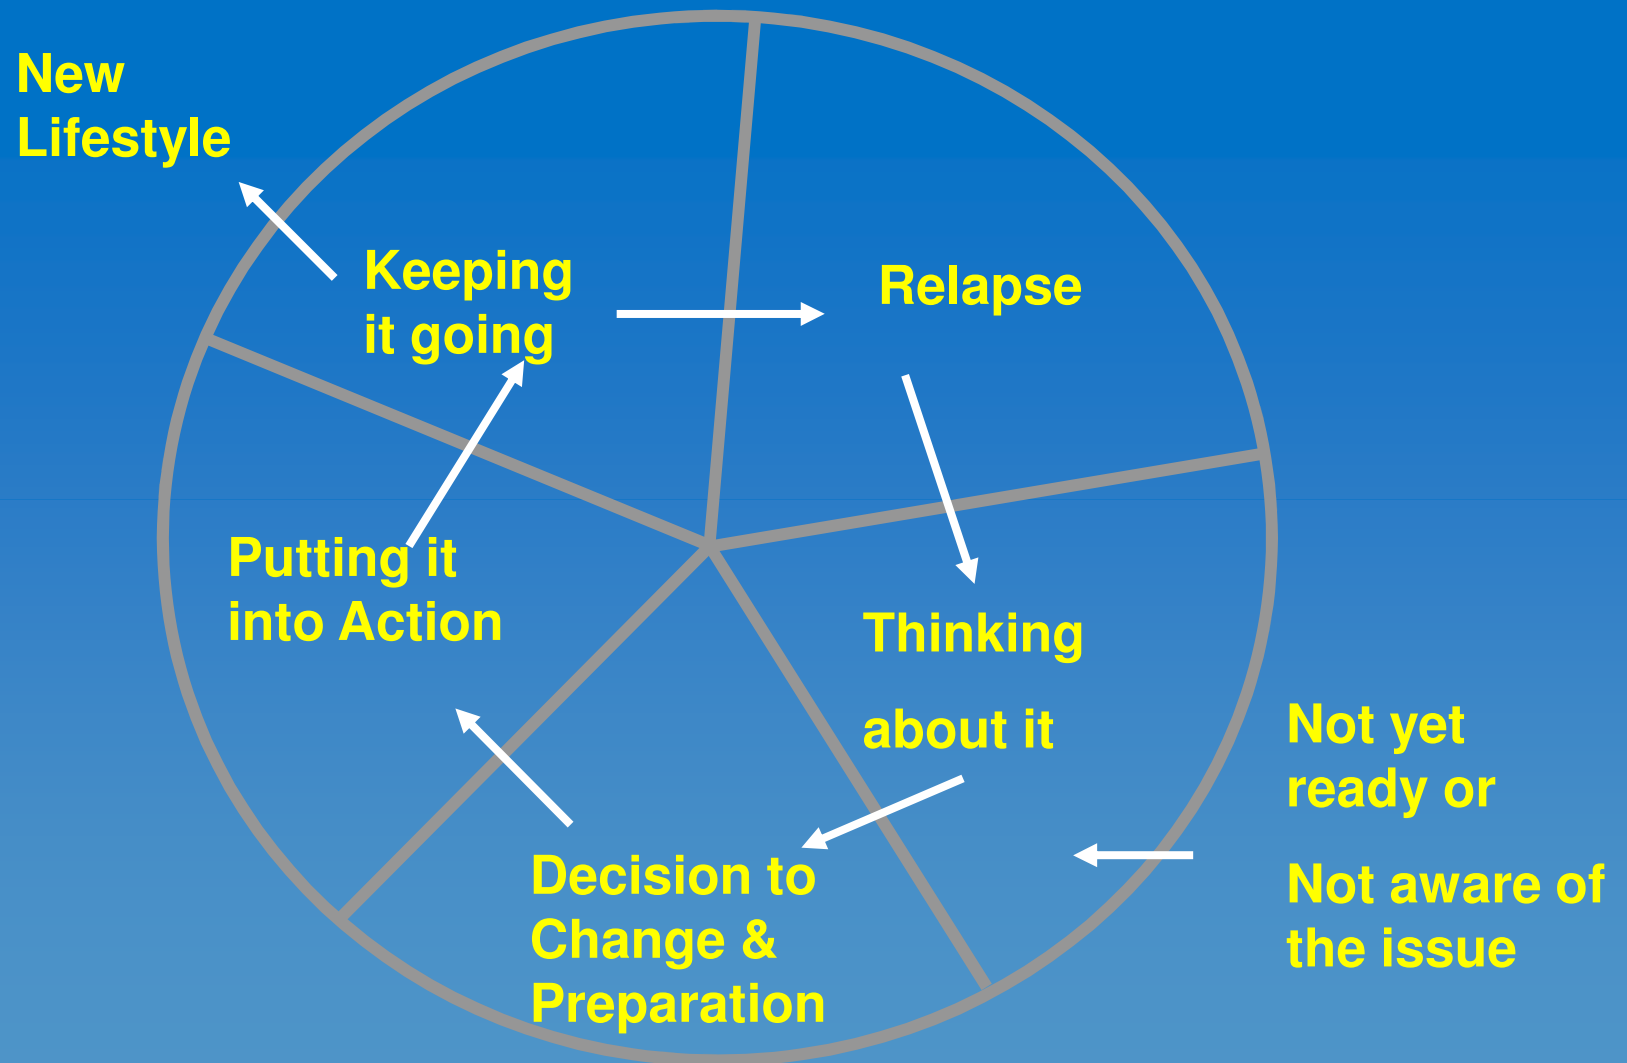 New
Lifestyle
Keeping
it going
Relapse
Putting it
into Action
Thinking
about it
Decision to
Change &
Preparation
Not yet
ready or
Not aware of
the issue